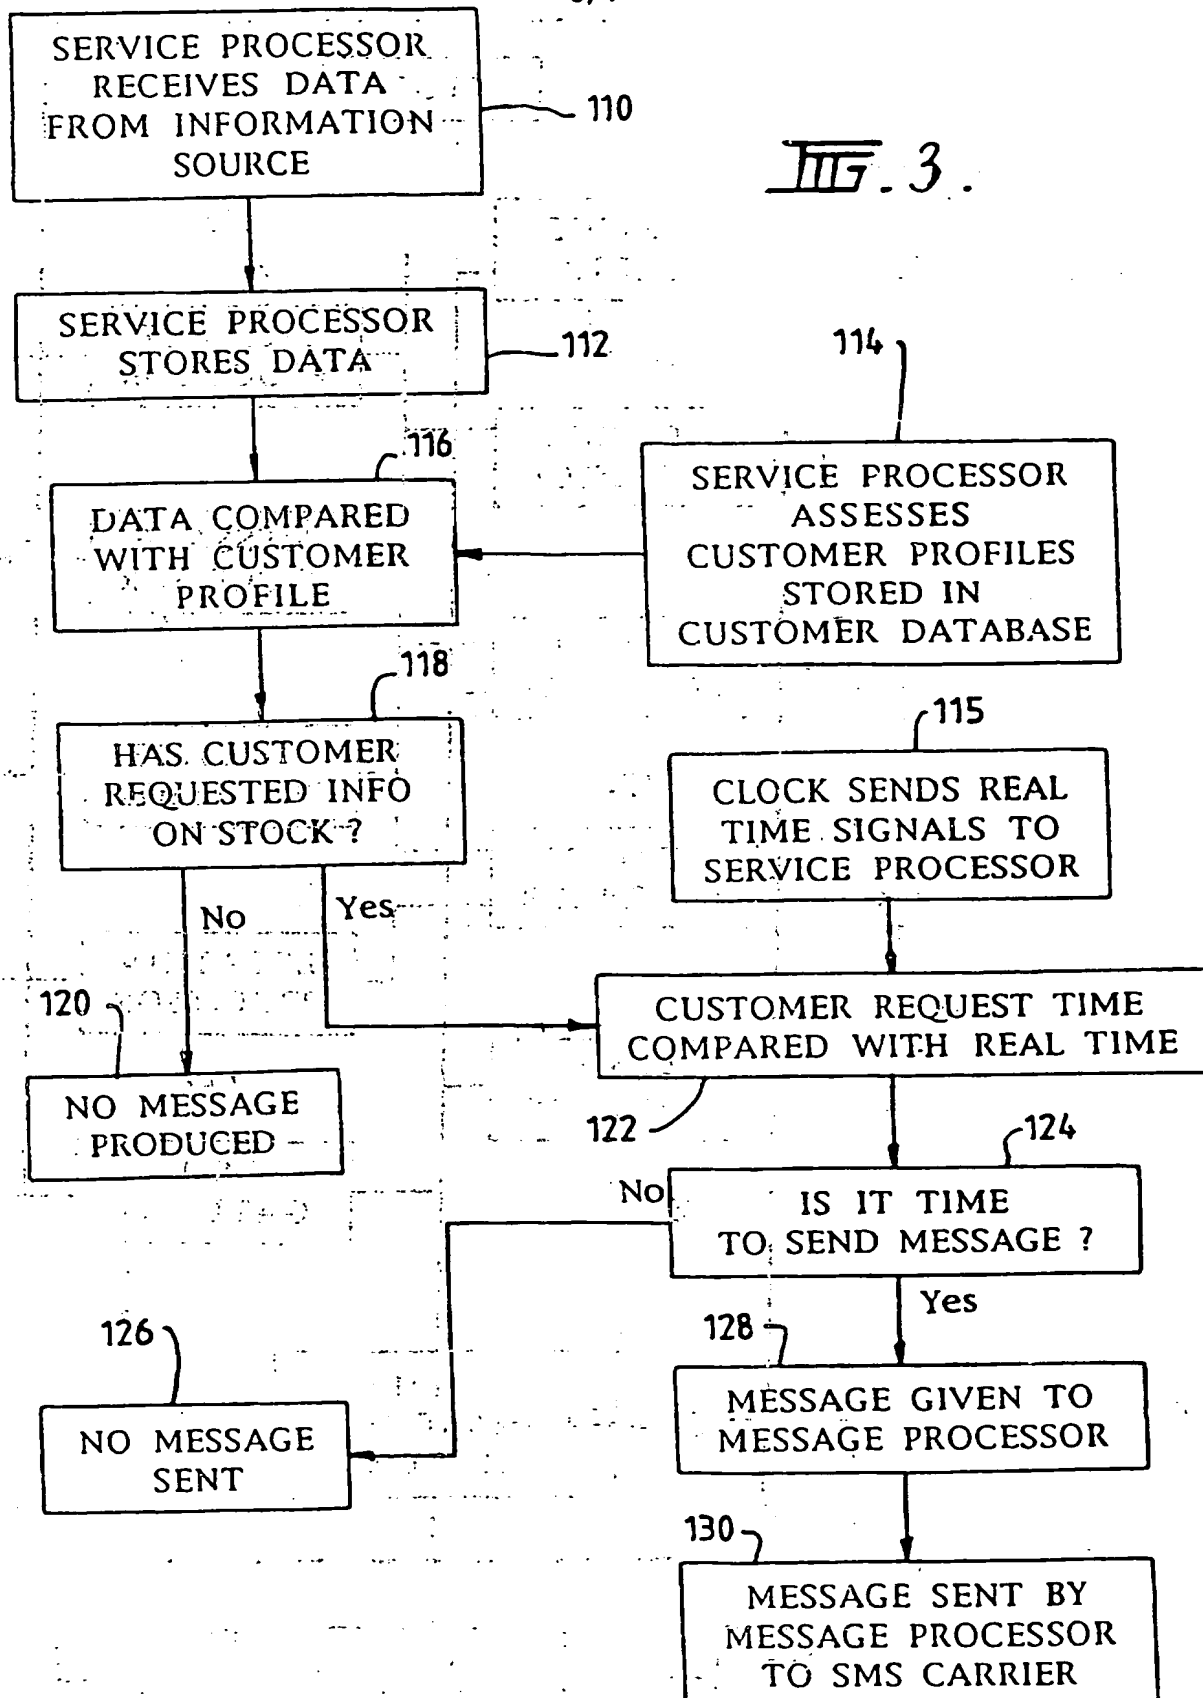 SERVICE PROCESSOR
RECEIVES DATA
FROM INFORMATION
SOURCE
110
FIG. 3.
SERVICE PROCESSOR
STORES DATA
112
114
116
DATA COMPARED
WITH CUSTOMER
PROFILE
SERVICE PROCESSOR
ASSESSES
CUSTOMER PROFILES
STORED IN
CUSTOMER DATABASE
118
HAS CUSTOMER
REQUESTED INFO
ON STOCK ?
115
CLOCK SENDS REAL
TIME SIGNALS TO
SERVICE PROCESSOR
No
Yes
120
NO MESSAGE
PRODUCED
CUSTOMER REQUEST TIME
COMPARED WITH REAL TIME
122
124
No
IS IT TIME
TO SEND MESSAGE ?
Yes
126
NO MESSAGE
SENT
128
MESSAGE GIVEN TO
MESSAGE PROCESSOR
130
MESSAGE SENT BY
MESSAGE PROCESSOR
TO SMS CARRIER